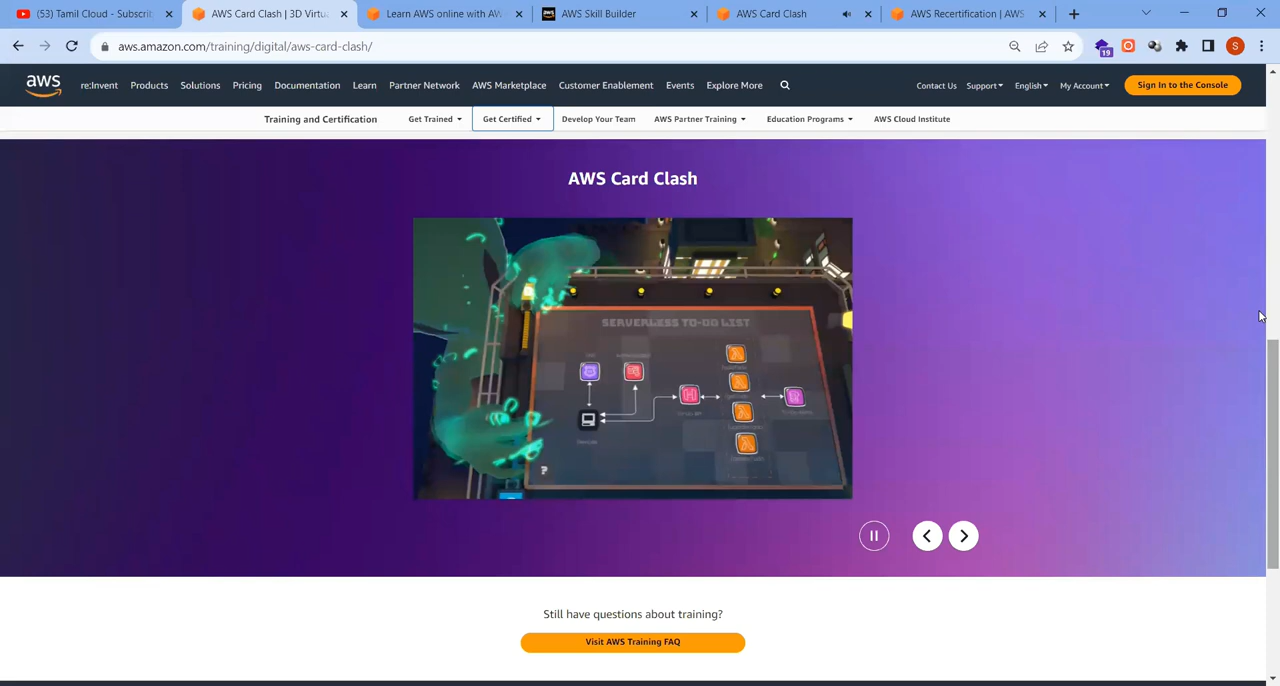 (53) Tamil Cloud - Subscrit
AWS Card Clash | 3D Virtu
Learn AWS online with AW
aws
AWS Skill Builder
AWS Card Clash
AWS Recertification | AWS
aws.amazon.com/training/digital/aws-card-clash/
19
S
aws
re:Invent Products Solutions Pricing Documentation Learn Partner Network AWS Marketplace Customer Enablement Events Explore More
Contact Us Support English My Account Sign In to the Console
Training and Certification Get Trained Get Certified Develop Your Team AWS Partner Training Education Programs AWS Cloud Institute
AWS Card Clash
SERVERLESS TO-DO LIST
?
Still have questions about training?
Visit AWS Training FAQ